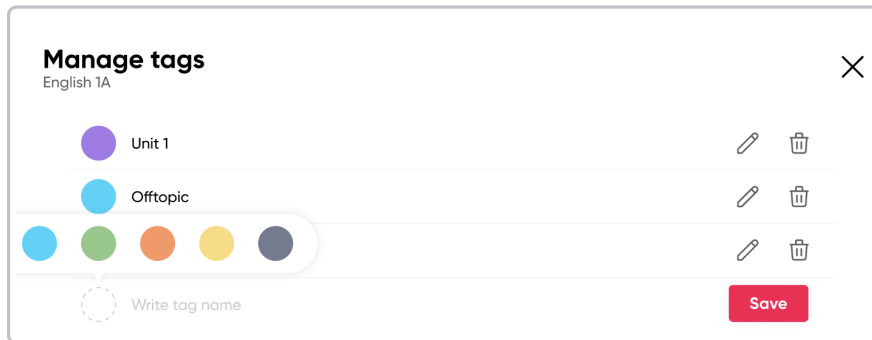 Manage tags
English 1A
Unit 1
Offtopic
Write tag name
Save